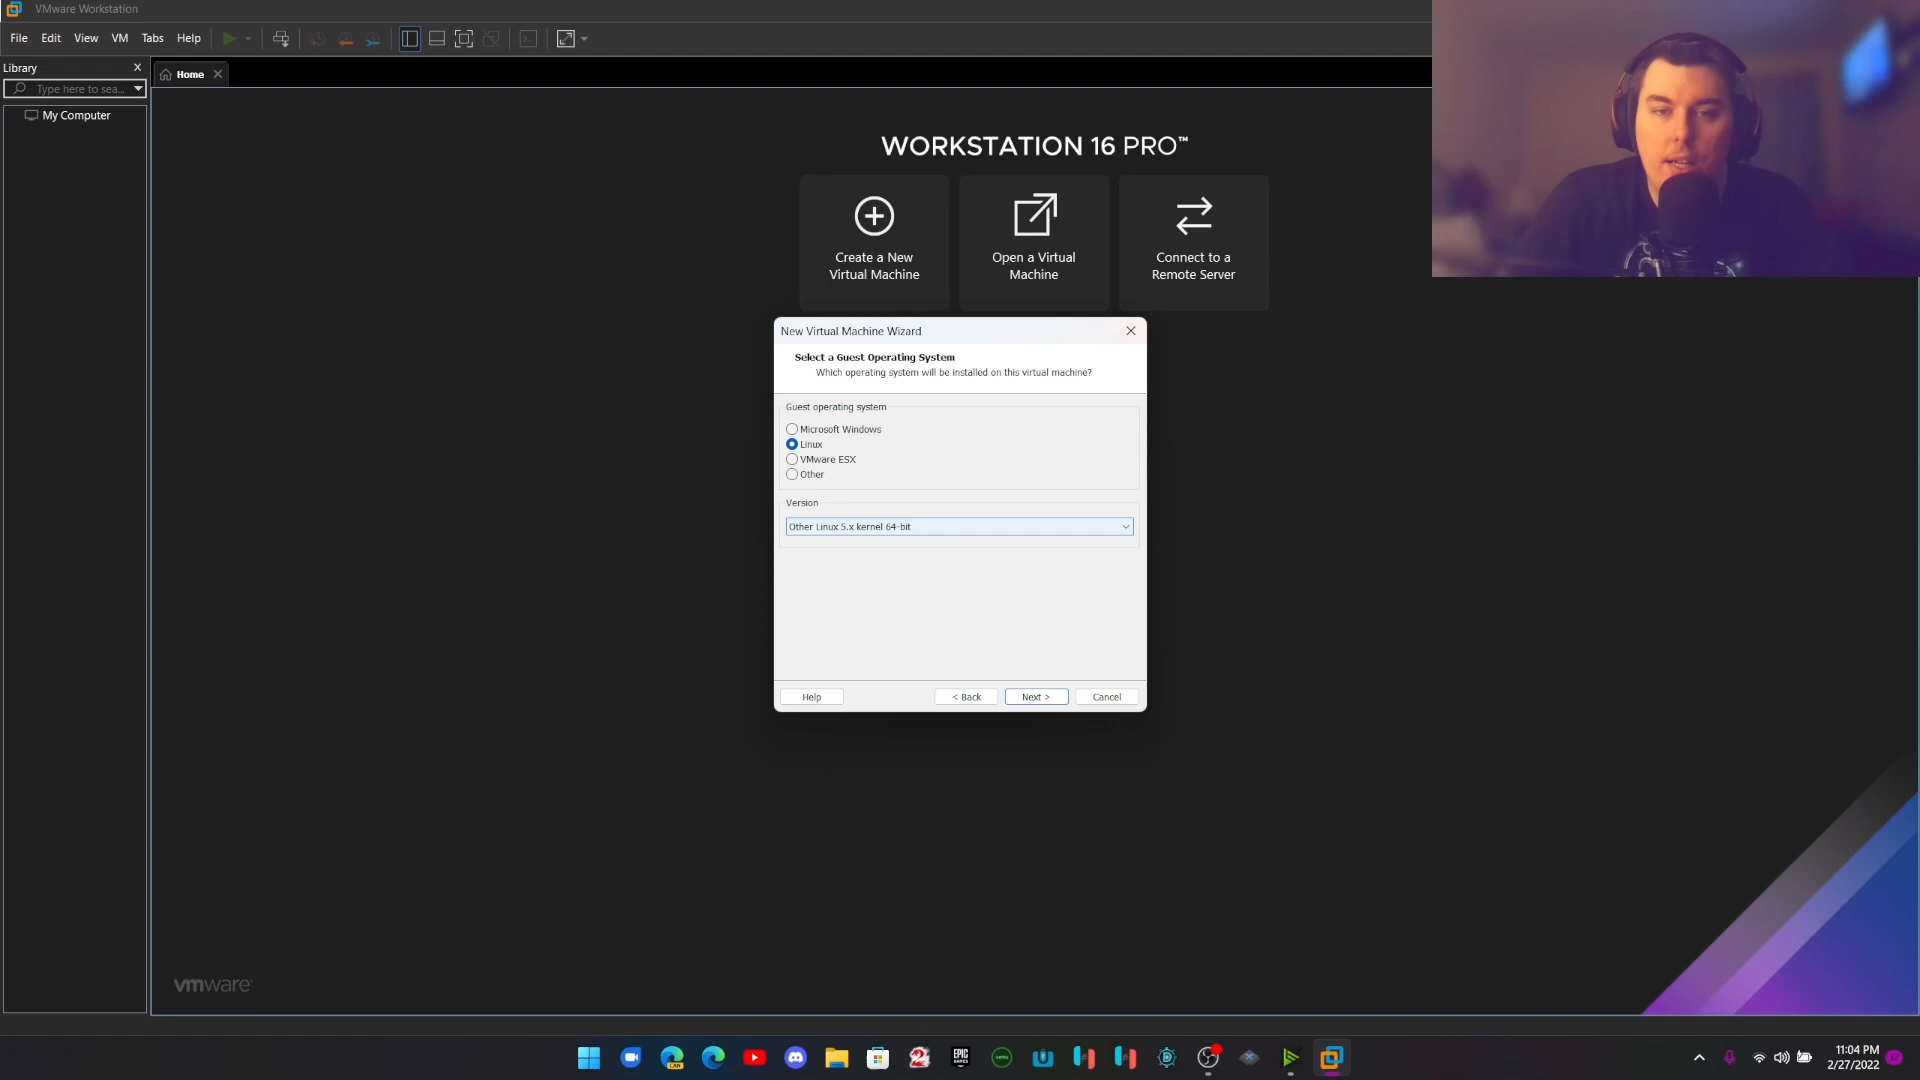 VMware Workstation
File Edit View VM Tabs Help
Library X
Type here to sea...
My Computer
Home
WORKSTATION 16 PRO™
Create a New
Virtual Machine
Open a Virtual
Machine
Connect to a
Remote Server
New Virtual Machine Wizard
Select a Guest Operating System
Which operating system will be installed on this virtual machine?
Guest operating system
Microsoft Windows
Linux
VMware ESX
Other
Version
Other Linux 5.x kernel 64-bit
Help < Back Next > Cancel
vmware
EPIC
GAMES
11:04 PM
2/27/2022